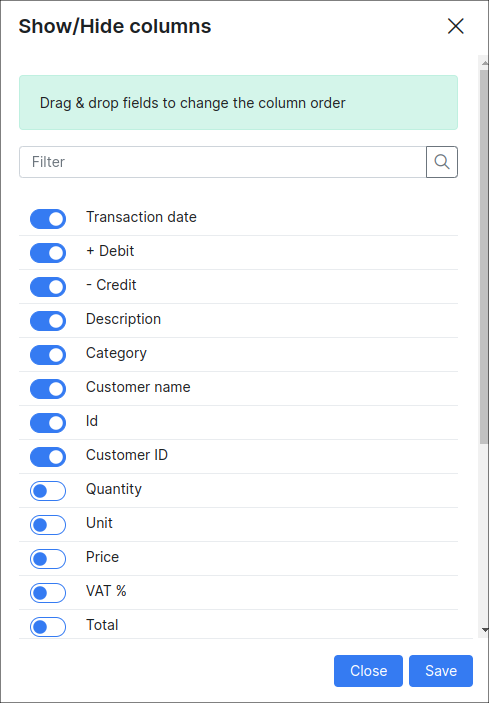 Show/Hide columns
Drag & drop fields to change the column order
Filter
Transaction date
+ Debit
- Credit
Description
Category
Customer name
Id
Customer ID
Quantity
Unit
Price
VAT %
Total
Close Save